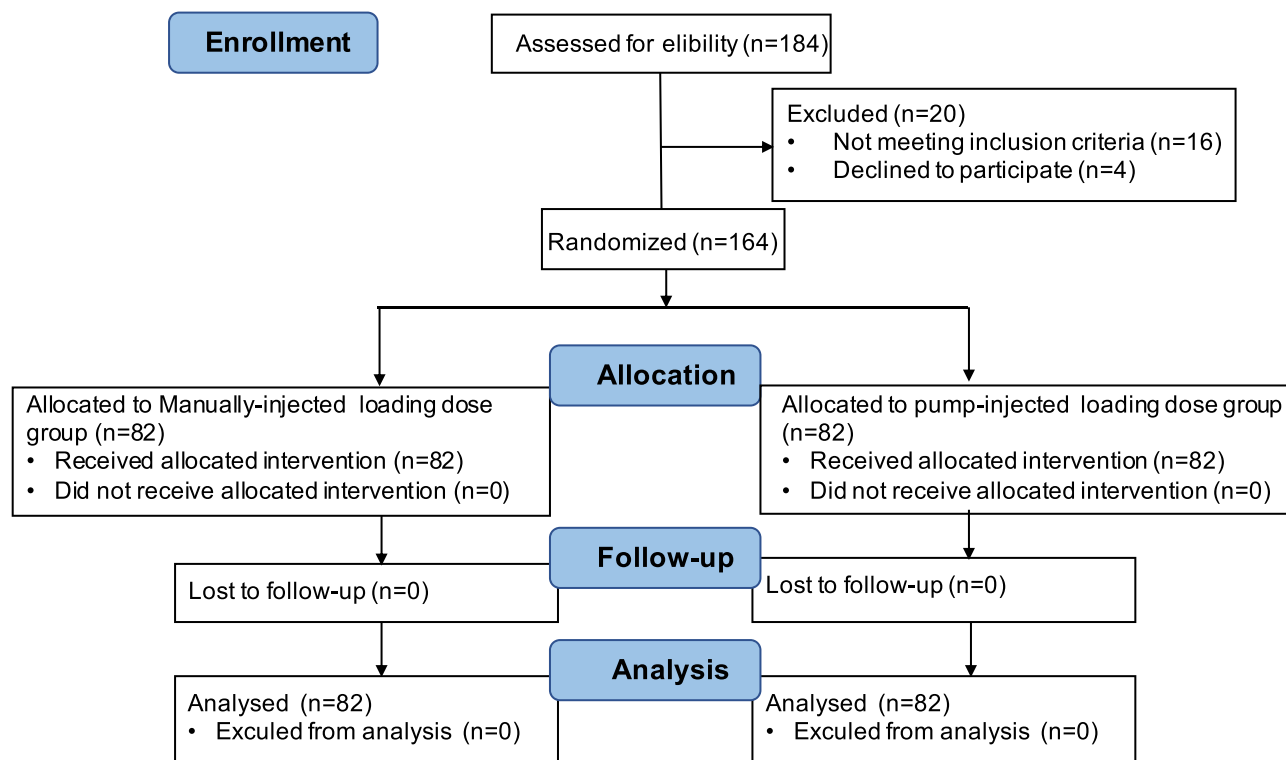 Enrollment
Assessed for elibility (n=184)
Excluded (n=20)
• Not meeting inclusion criteria (n=16)
• Declined to participate (n=4)
Randomized (n=164)
Allocation
Allocated to Manually-injected loading dose
group (n=82)
• Received allocated intervention (n=82)
• Did not receive allocated intervention (n=0)
Allocated to pump-injected loading dose group
(n=82)
• Received allocated intervention (n=82)
• Did not receive allocated intervention (n=0)
Follow-up
Lost to follow-up (n=0)
Lost to follow-up (n=0)
Analysis
Analysed (n=82)
• Exculed from analysis (n=0)
Analysed (n=82)
• Exculed from analysis (n=0)